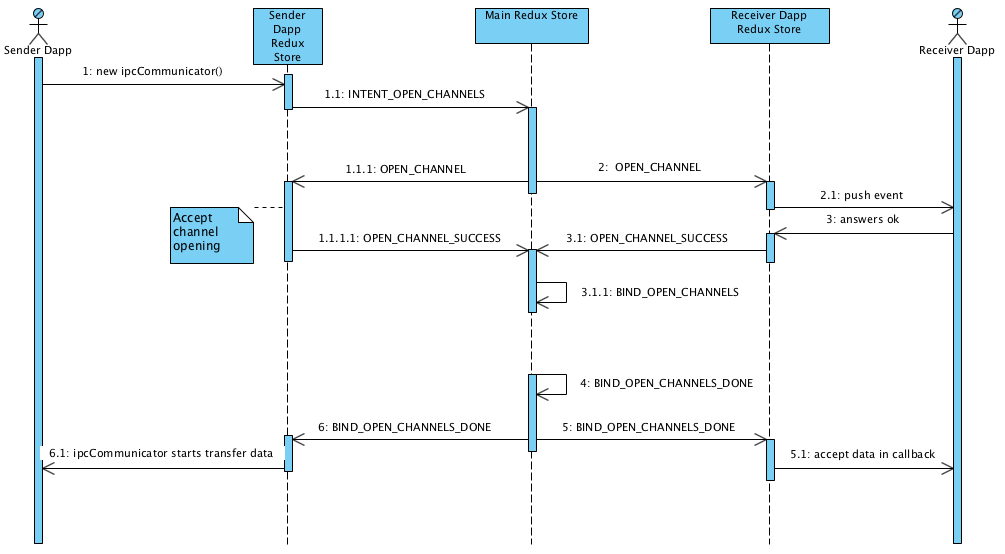 Sender Dapp
Sender
Dapp
Redux
Store
Main Redux Store
Receiver Dapp
Redux Store
Receiver Dapp
1: new ipcCommunicator()
1.1: INTENT_OPEN_CHANNELS
1.1.1: OPEN_CHANNEL
2: OPEN_CHANNEL
2.1: push event
3: answers ok
Accept
channel
opening
1.1.1.1: OPEN_CHANNEL_SUCCESS
3.1: OPEN_CHANNEL_SUCCESS
3.1.1: BIND_OPEN_CHANNELS
4: BIND_OPEN_CHANNELS_DONE
6: BIND_OPEN_CHANNELS_DONE
5: BIND_OPEN_CHANNELS_DONE
6.1: ipcCommunicator starts transfer data
5.1: accept data in callback